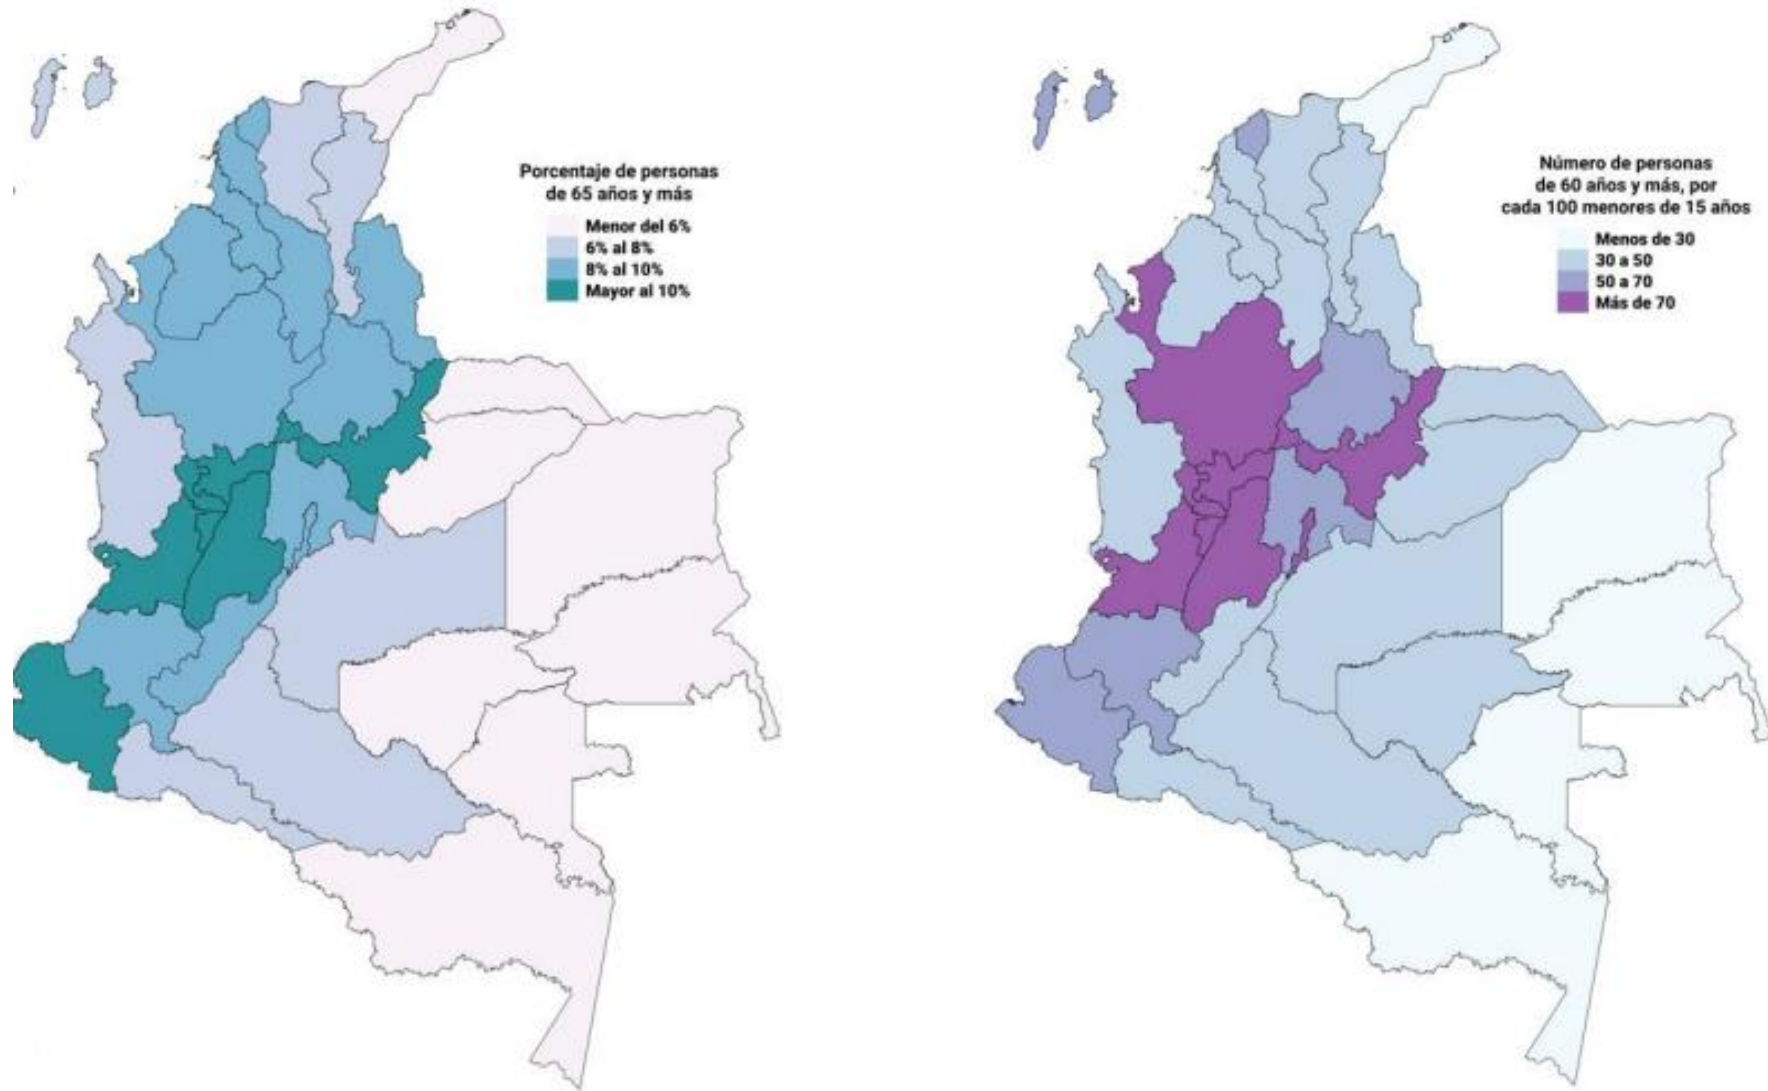 Porcentaje de personas
de 65 años y más
Menor del 6%
6% al 8%
8% al 10%
Mayor al 10%
Número de personas
de 60 años y más, por
cada 100 menores de 15 años
Menos de 30
30 a 50
50 a 70
Más de 70